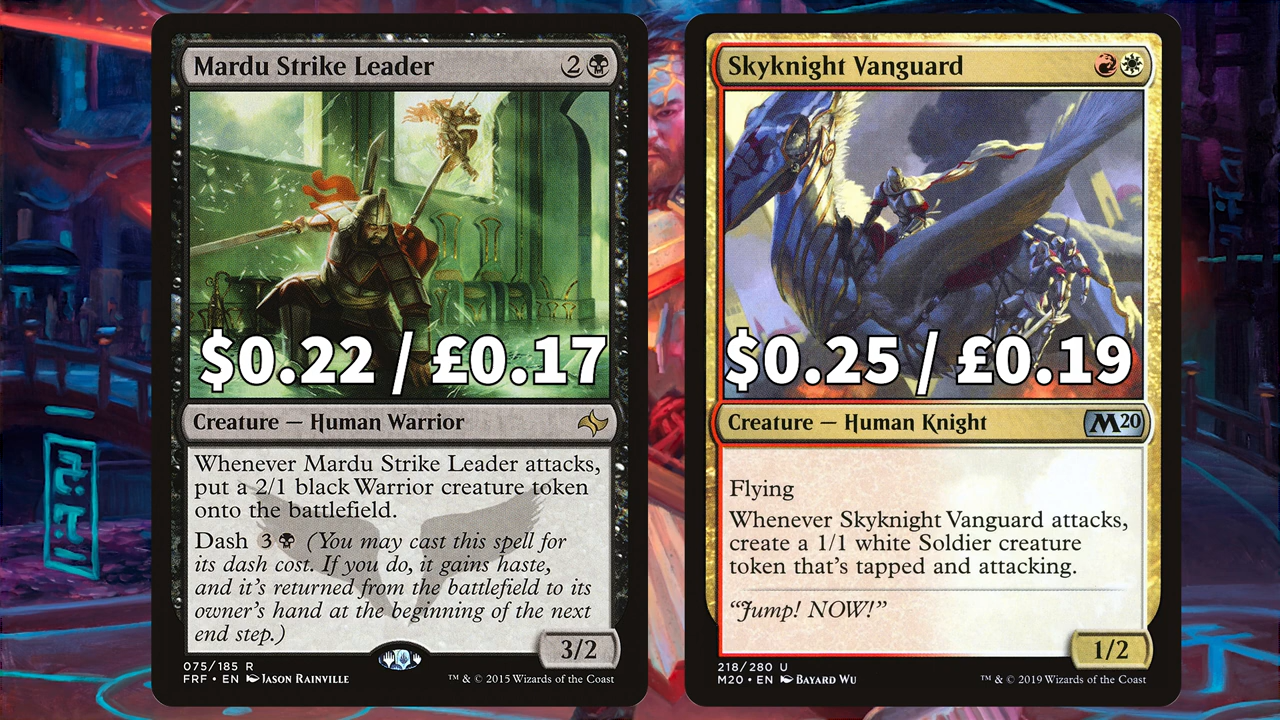 Mardu Strike Leader
2
$0.22 / £0.17
Creature — Human Warrior
Whenever Mardu Strike Leader attacks,
put a 2/1 black Warrior creature token
onto the battlefield.
Dash 3 (You may cast this spell for
its dash cost. If you do, it gains haste,
and it's returned from the battlefield to its
owner's hand at the beginning of the next
end step.)
3/2
075/185 R
FRF • EN Jason Rainville
™ & © 2015 Wizards of the Coast
Skyknight Vanguard
$0.25 / £0.19
Creature — Human Knight
M20
Flying
Whenever Skyknight Vanguard attacks,
create a 1/1 white Soldier creature
token that's tapped and attacking.
“Jump! NOW!”
1/2
218/280 U
M20 • EN Bayard Wu
™ & © 2019 Wizards of the Coast